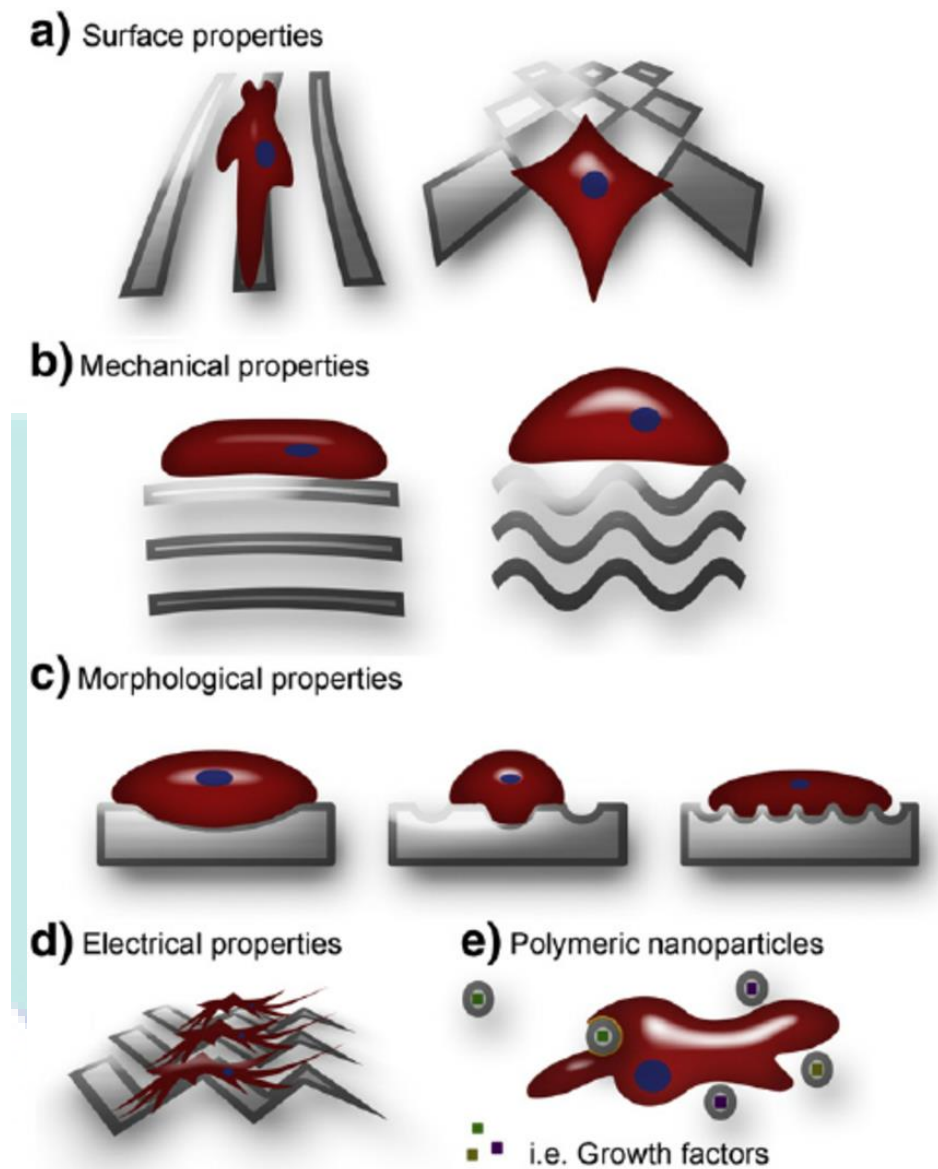 a) Surface properties
b) Mechanical properties
c) Morphological properties
d) Electrical properties
e) Polymeric nanoparticles
i.e. Growth factors